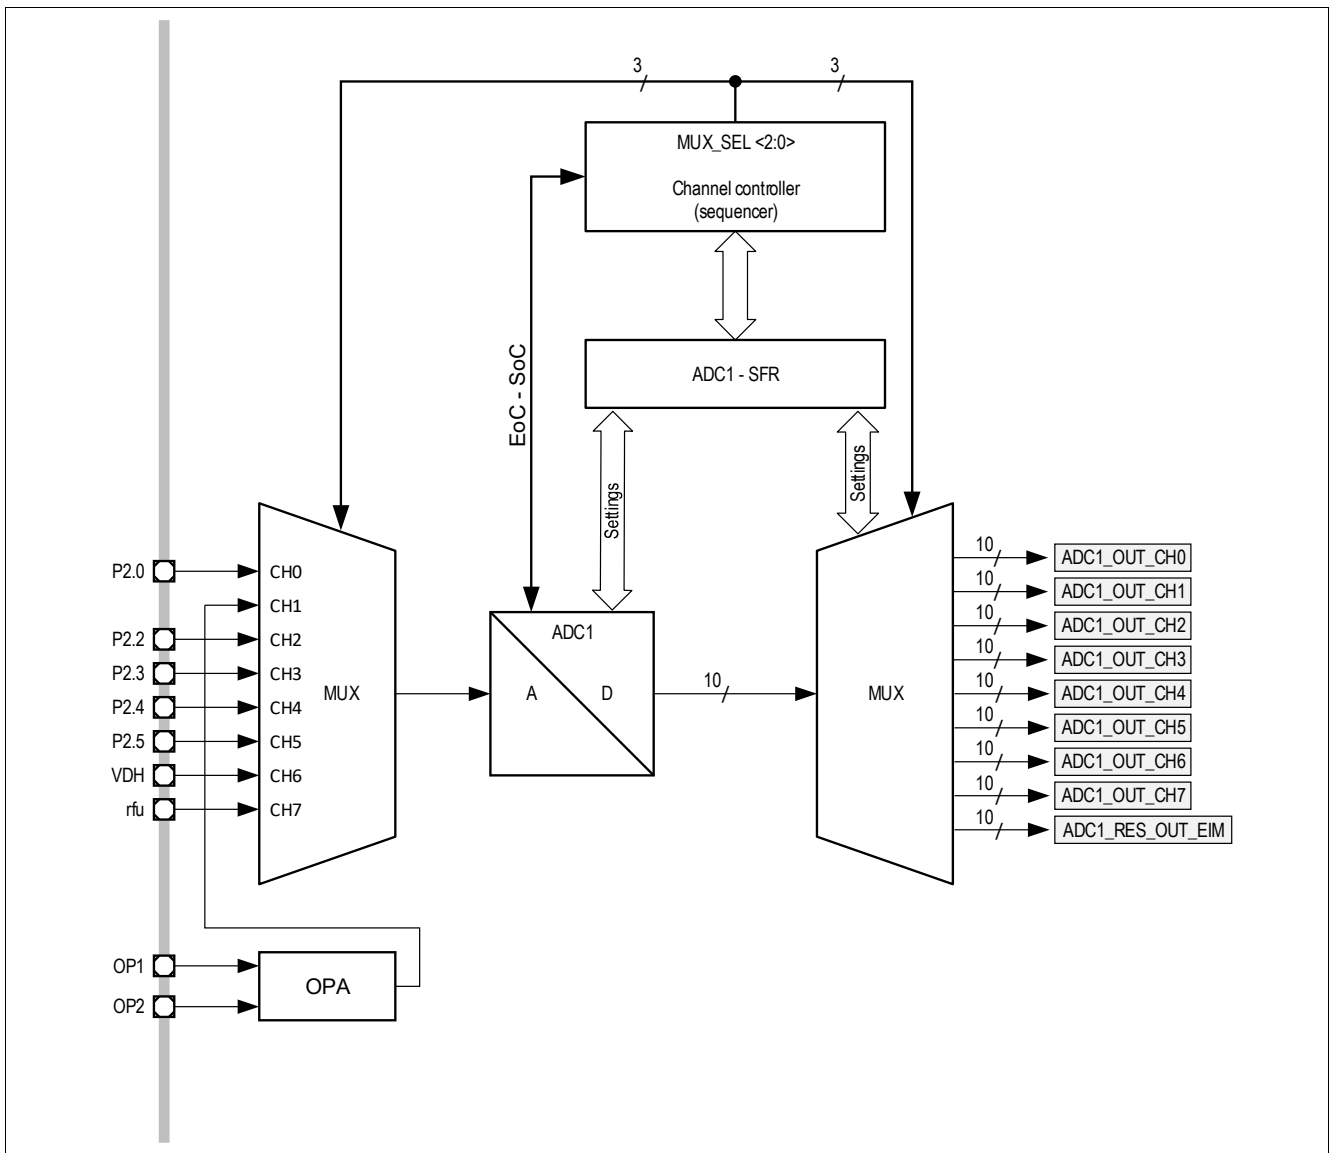 3
3
MUX_SEL <2:0>
Channel controller
(sequencer)
EoC - SoC
ADC1 - SFR
Settings
Settings
P2.0
P2.2
P2.3
P2.4
P2.5
VDH
rfu
CH0
CH1
CH2
CH3
CH4
CH5
CH6
CH7
MUX
ADC1
A
D
10
MUX
10
ADC1_OUT_CH0
10
ADC1_OUT_CH1
10
ADC1_OUT_CH2
10
ADC1_OUT_CH3
10
ADC1_OUT_CH4
10
ADC1_OUT_CH5
10
ADC1_OUT_CH6
10
ADC1_OUT_CH7
10
ADC1_RES_OUT_EIM
OP1
OP2
OPA